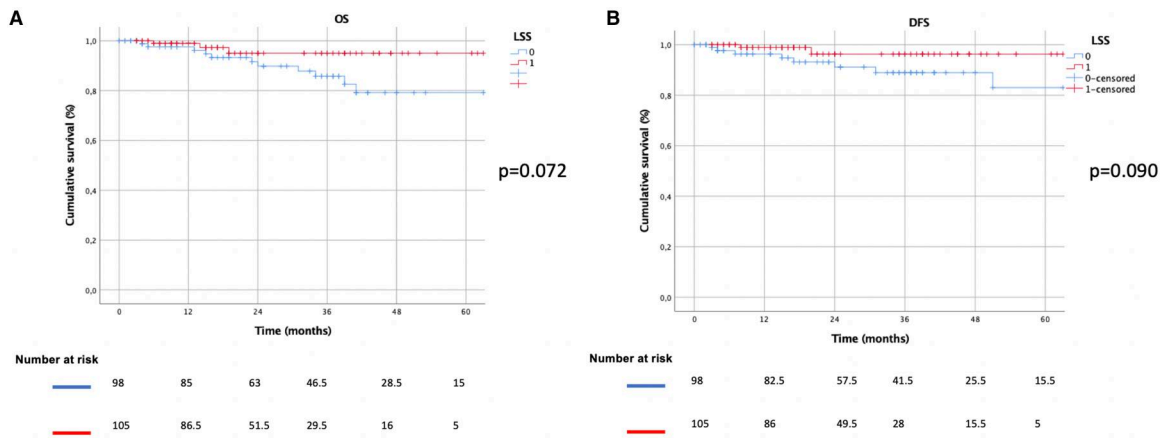 A
OS
LSS
0
1
1,0
0,8
0,6
0,4
0,2
0,0
Cumulative survival (%)
0 12 24 36 48 60
Time (months)
p=0.072
Number at risk
98 85 63 46.5 28.5 15
105 86.5 51.5 29.5 16 5
B
DFS
LSS
0
1
0-censored
1-censored
1,0
0,8
0,6
0,4
0,2
0,0
Cumulative survival (%)
0 12 24 36 48 60
Time (months)
p=0.090
Number at risk
98 82.5 57.5 41.5 25.5 15.5
105 86 49.5 28 15.5 5